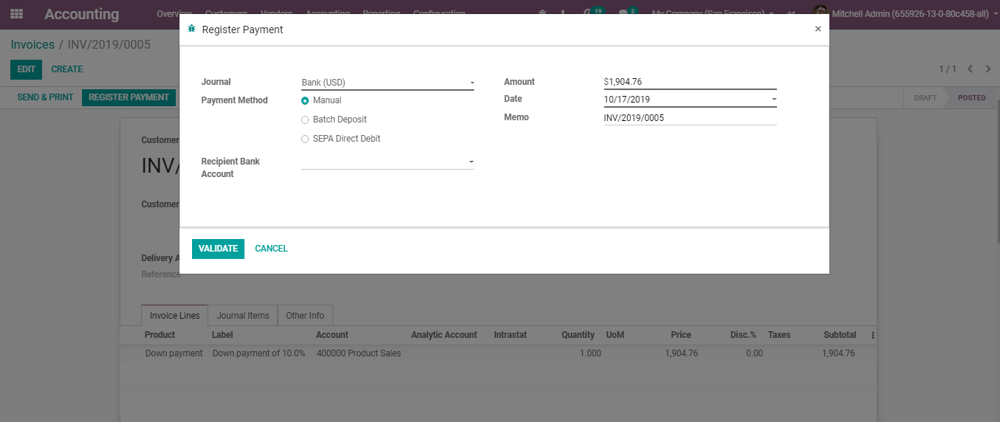 Accounting Overview Customers Vendors Accounting Reporting Configuration 19 2 My Company (San Francisco) Mitchell Admin (655926-13-0-80c458-all)
Register Payment ×
Invoices / INV/2019/0005
EDIT CREATE 1 / 1
SEND & PRINT REGISTER PAYMENT DRAFT POSTED
Journal Bank (USD) Amount $1,904.76
Payment Method Manual Date 10/17/2019
Batch Deposit Memo INV/2019/0005
SEPA Direct Debit
Recipient Bank
Account
VALIDATE CANCEL
Customer
INV/
Customer
Delivery A
Reference
Invoice Lines Journal Items Other Info
Product Label Account Analytic Account Intrastat Quantity UoM Price Disc.% Taxes Subtotal
Down payment Down payment of 10.0% 400000 Product Sales 1.000 1,904.76 0.00 1,904.76